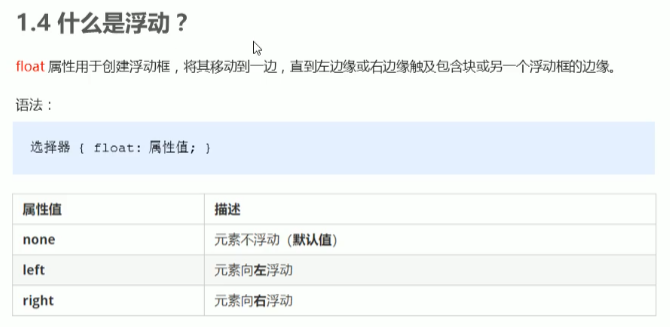 1.4 什么是浮动？
float 属性用于创建浮动框，将其移动到一边，直到左边缘或右边缘触及包含块或另一个浮动框的边缘。
语法：
选择器 { float: 属性值; }
属性值 描述
none 元素不浮动（默认值）
left 元素向左浮动
right 元素向右浮动